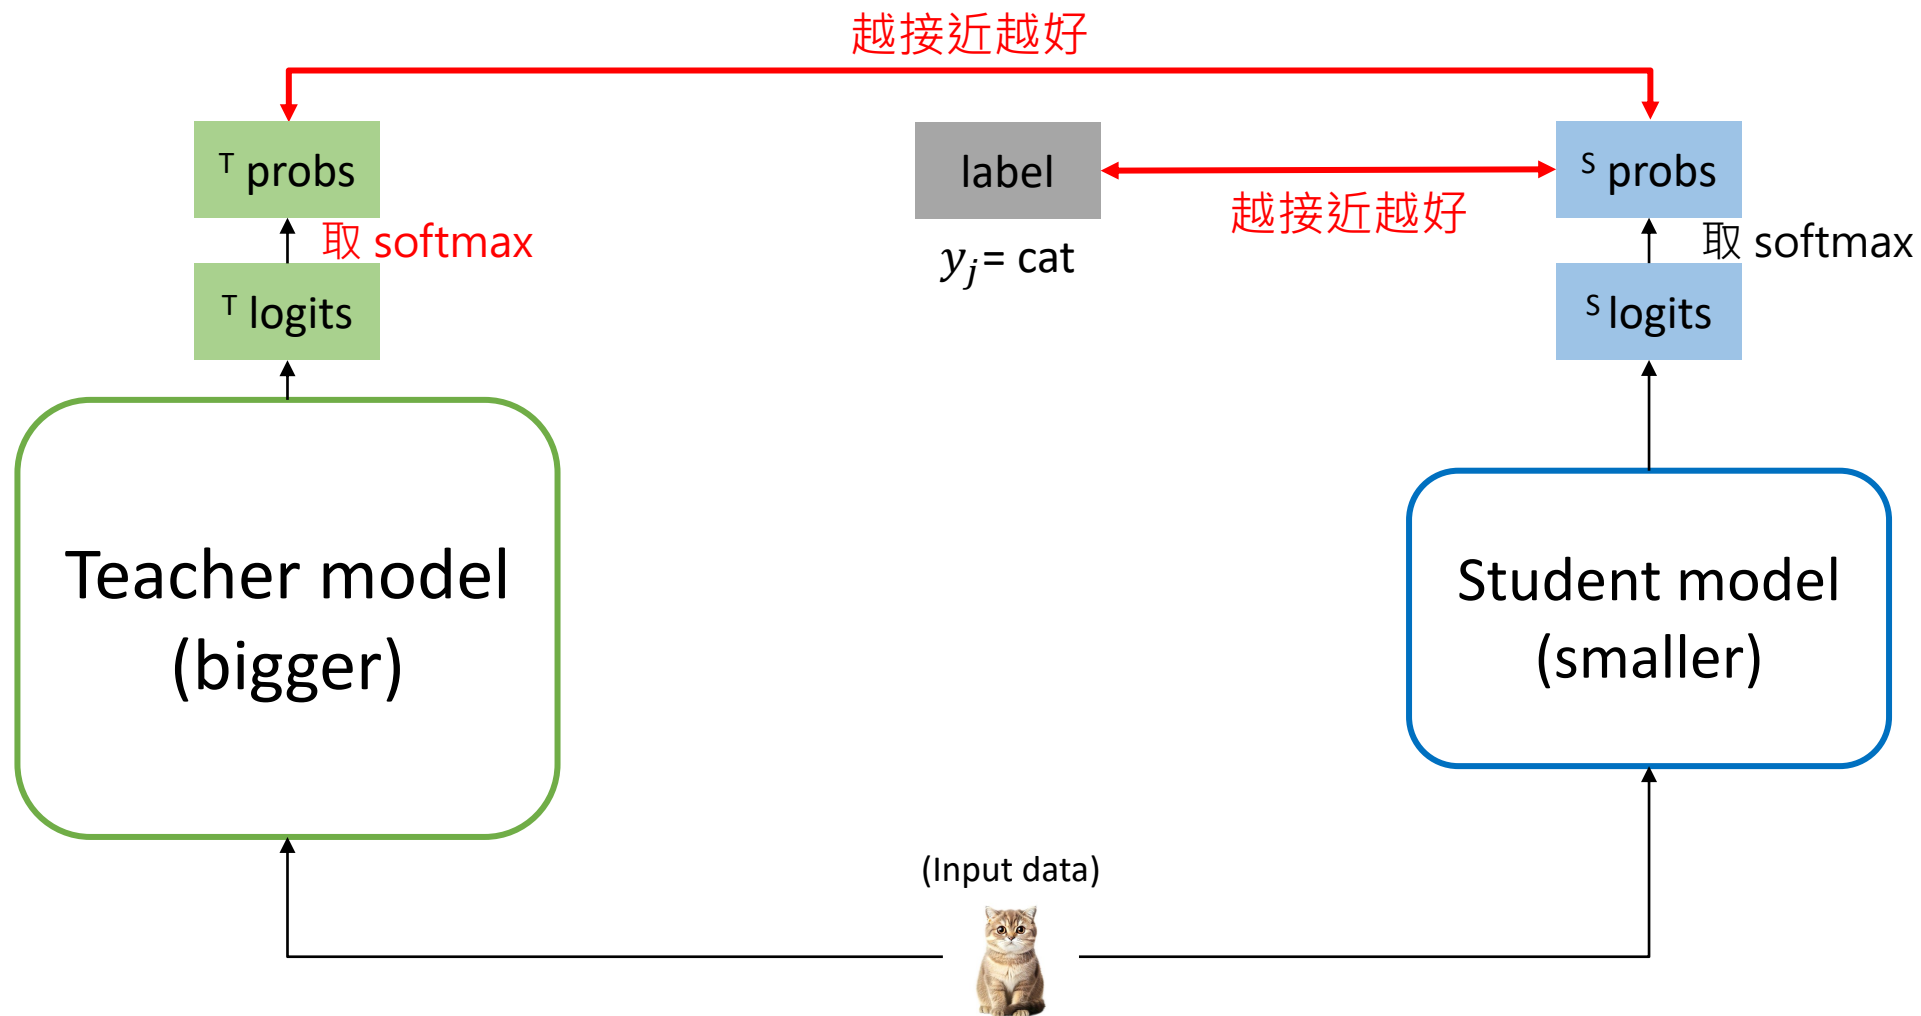 越接近越好
T probs
label
S probs
越接近越好
取 softmax
取 softmax
y_j = cat
T logits
S logits
Teacher model
(bigger)
Student model
(smaller)
(Input data)